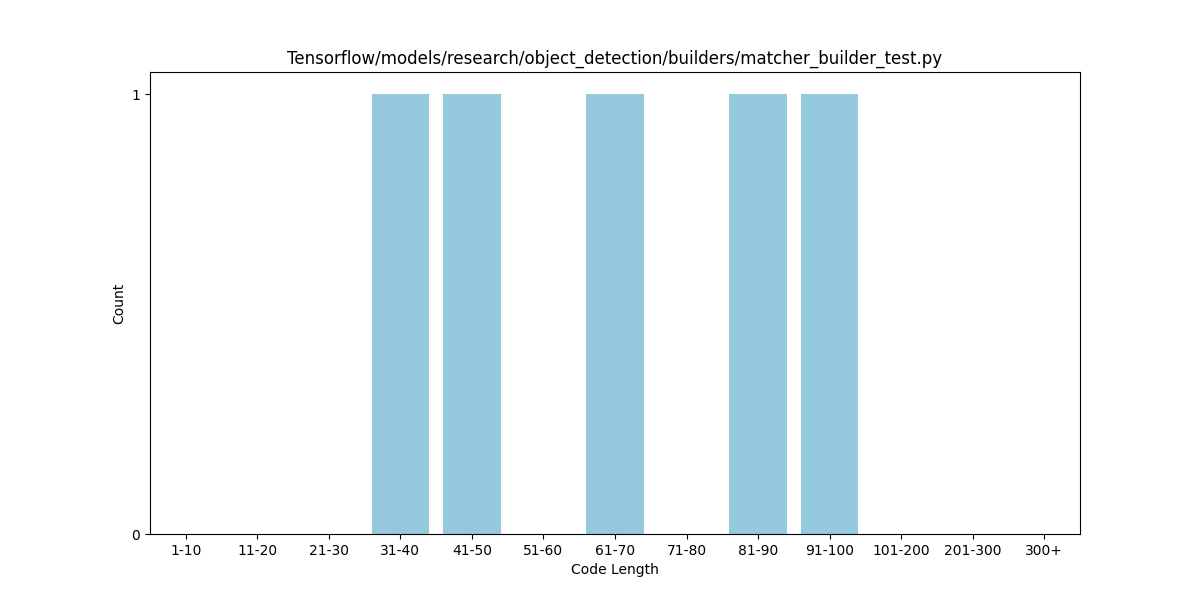 Tensorflow/models/research/object_detection/builders/matcher_builder_test.py
Count
1
0
1-10 11-20 21-30 31-40 41-50 51-60 61-70 71-80 81-90 91-100 101-200 201-300 300+
Code Length